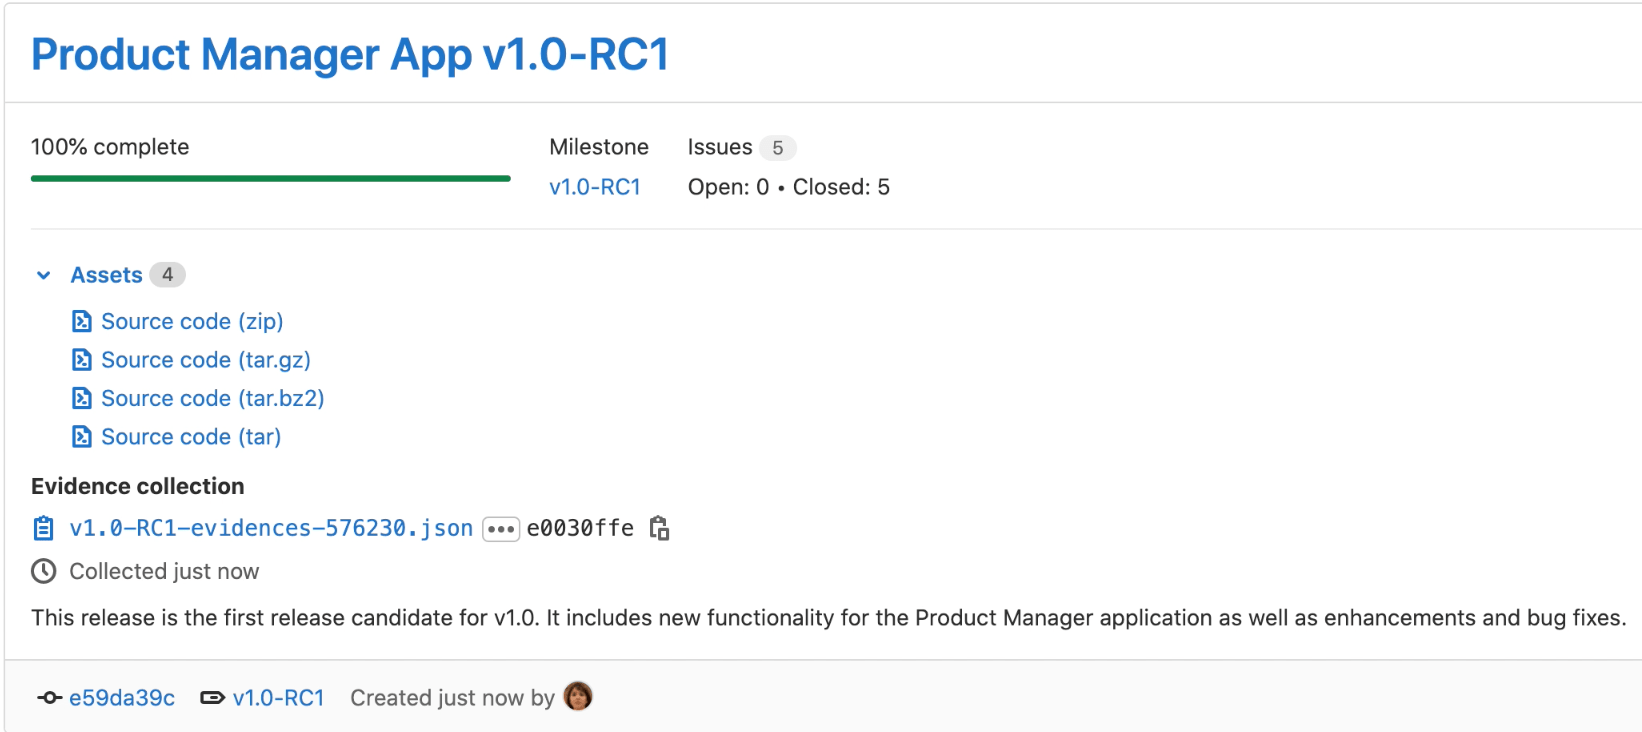 Product Manager App v1.0-RC1
100% complete
Milestone
Issues 5
v1.0-RC1
Open: 0 • Closed: 5
Assets 4
Source code (zip)
Source code (tar.gz)
Source code (tar.bz2)
Source code (tar)
Evidence collection
v1.0-RC1-evidences-576230.json ••• e0030ffe
Collected just now
This release is the first release candidate for v1.0. It includes new functionality for the Product Manager application as well as enhancements and bug fixes.
e59da39c v1.0-RC1 Created just now by